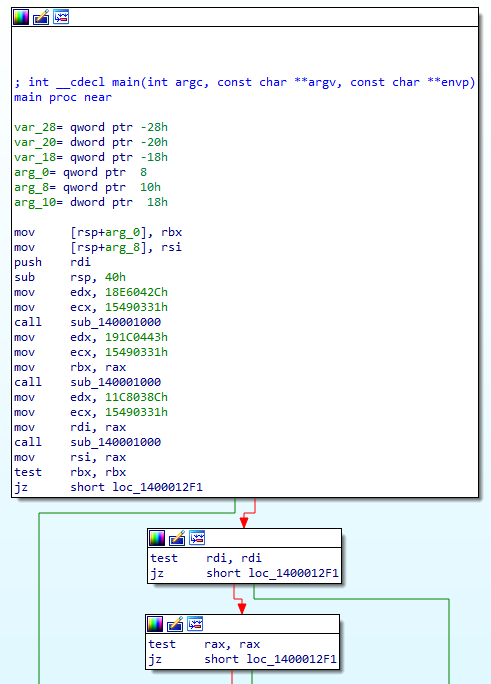 ; int __cdecl main(int argc, const char **argv, const char **envp)
main proc near
var_28= qword ptr -28h
var_20= dword ptr -20h
var_18= qword ptr -18h
arg_0= qword ptr  8
arg_8= qword ptr  10h
arg_10= dword ptr  18h
mov     [rsp+arg_0], rbx
mov     [rsp+arg_8], rsi
push    rdi
sub     rsp, 40h
mov     edx, 18E6042Ch
mov     ecx, 15490331h
call    sub_140001000
mov     edx, 191C0443h
mov     ecx, 15490331h
mov     rbx, rax
call    sub_140001000
mov     edx, 11C8038Ch
mov     ecx, 15490331h
mov     rdi, rax
call    sub_140001000
mov     rsi, rax
test    rbx, rbx
jz      short loc_1400012F1
test    rdi, rdi
jz      short loc_1400012F1
test    rax, rax
jz      short loc_1400012F1